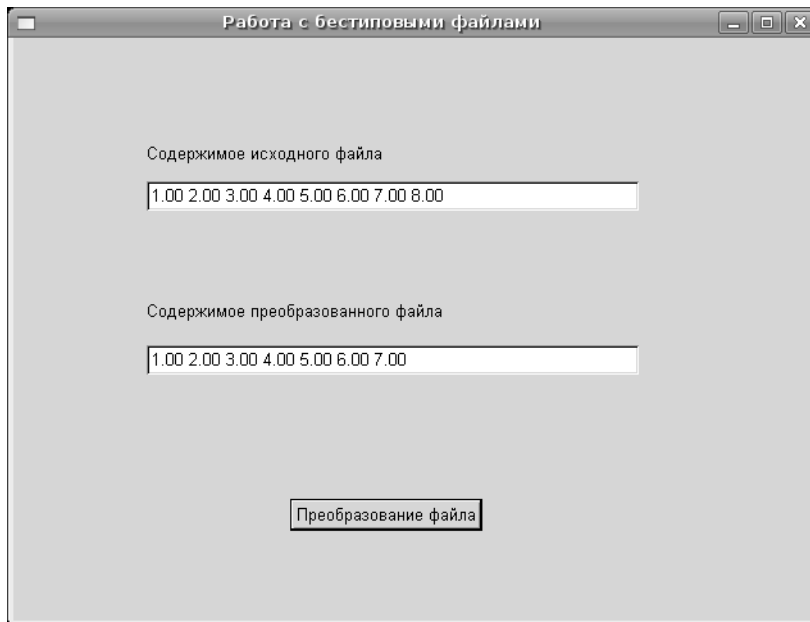 Работа с бестиповыми файлами
Содержимое исходного файла
1.00 2.00 3.00 4.00 5.00 6.00 7.00 8.00
Содержимое преобразованного файла
1.00 2.00 3.00 4.00 5.00 6.00 7.00
Преобразование файла